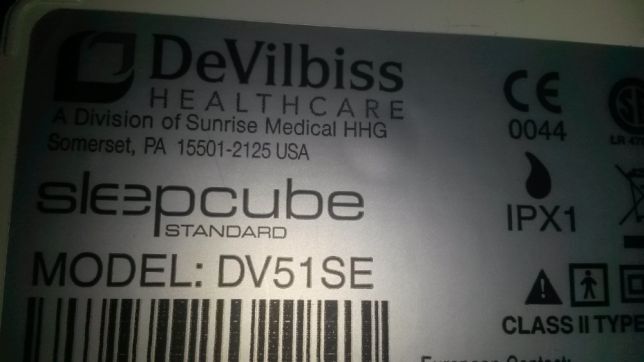 DeVilbiss
HEALTHCARE
A Division of Sunrise Medical HHG
Somerset, PA 15501-2125 USA
sleepcube
STANDARD
MODEL: DV51SE
CE
0044
IPX1
CLASS II TYPE